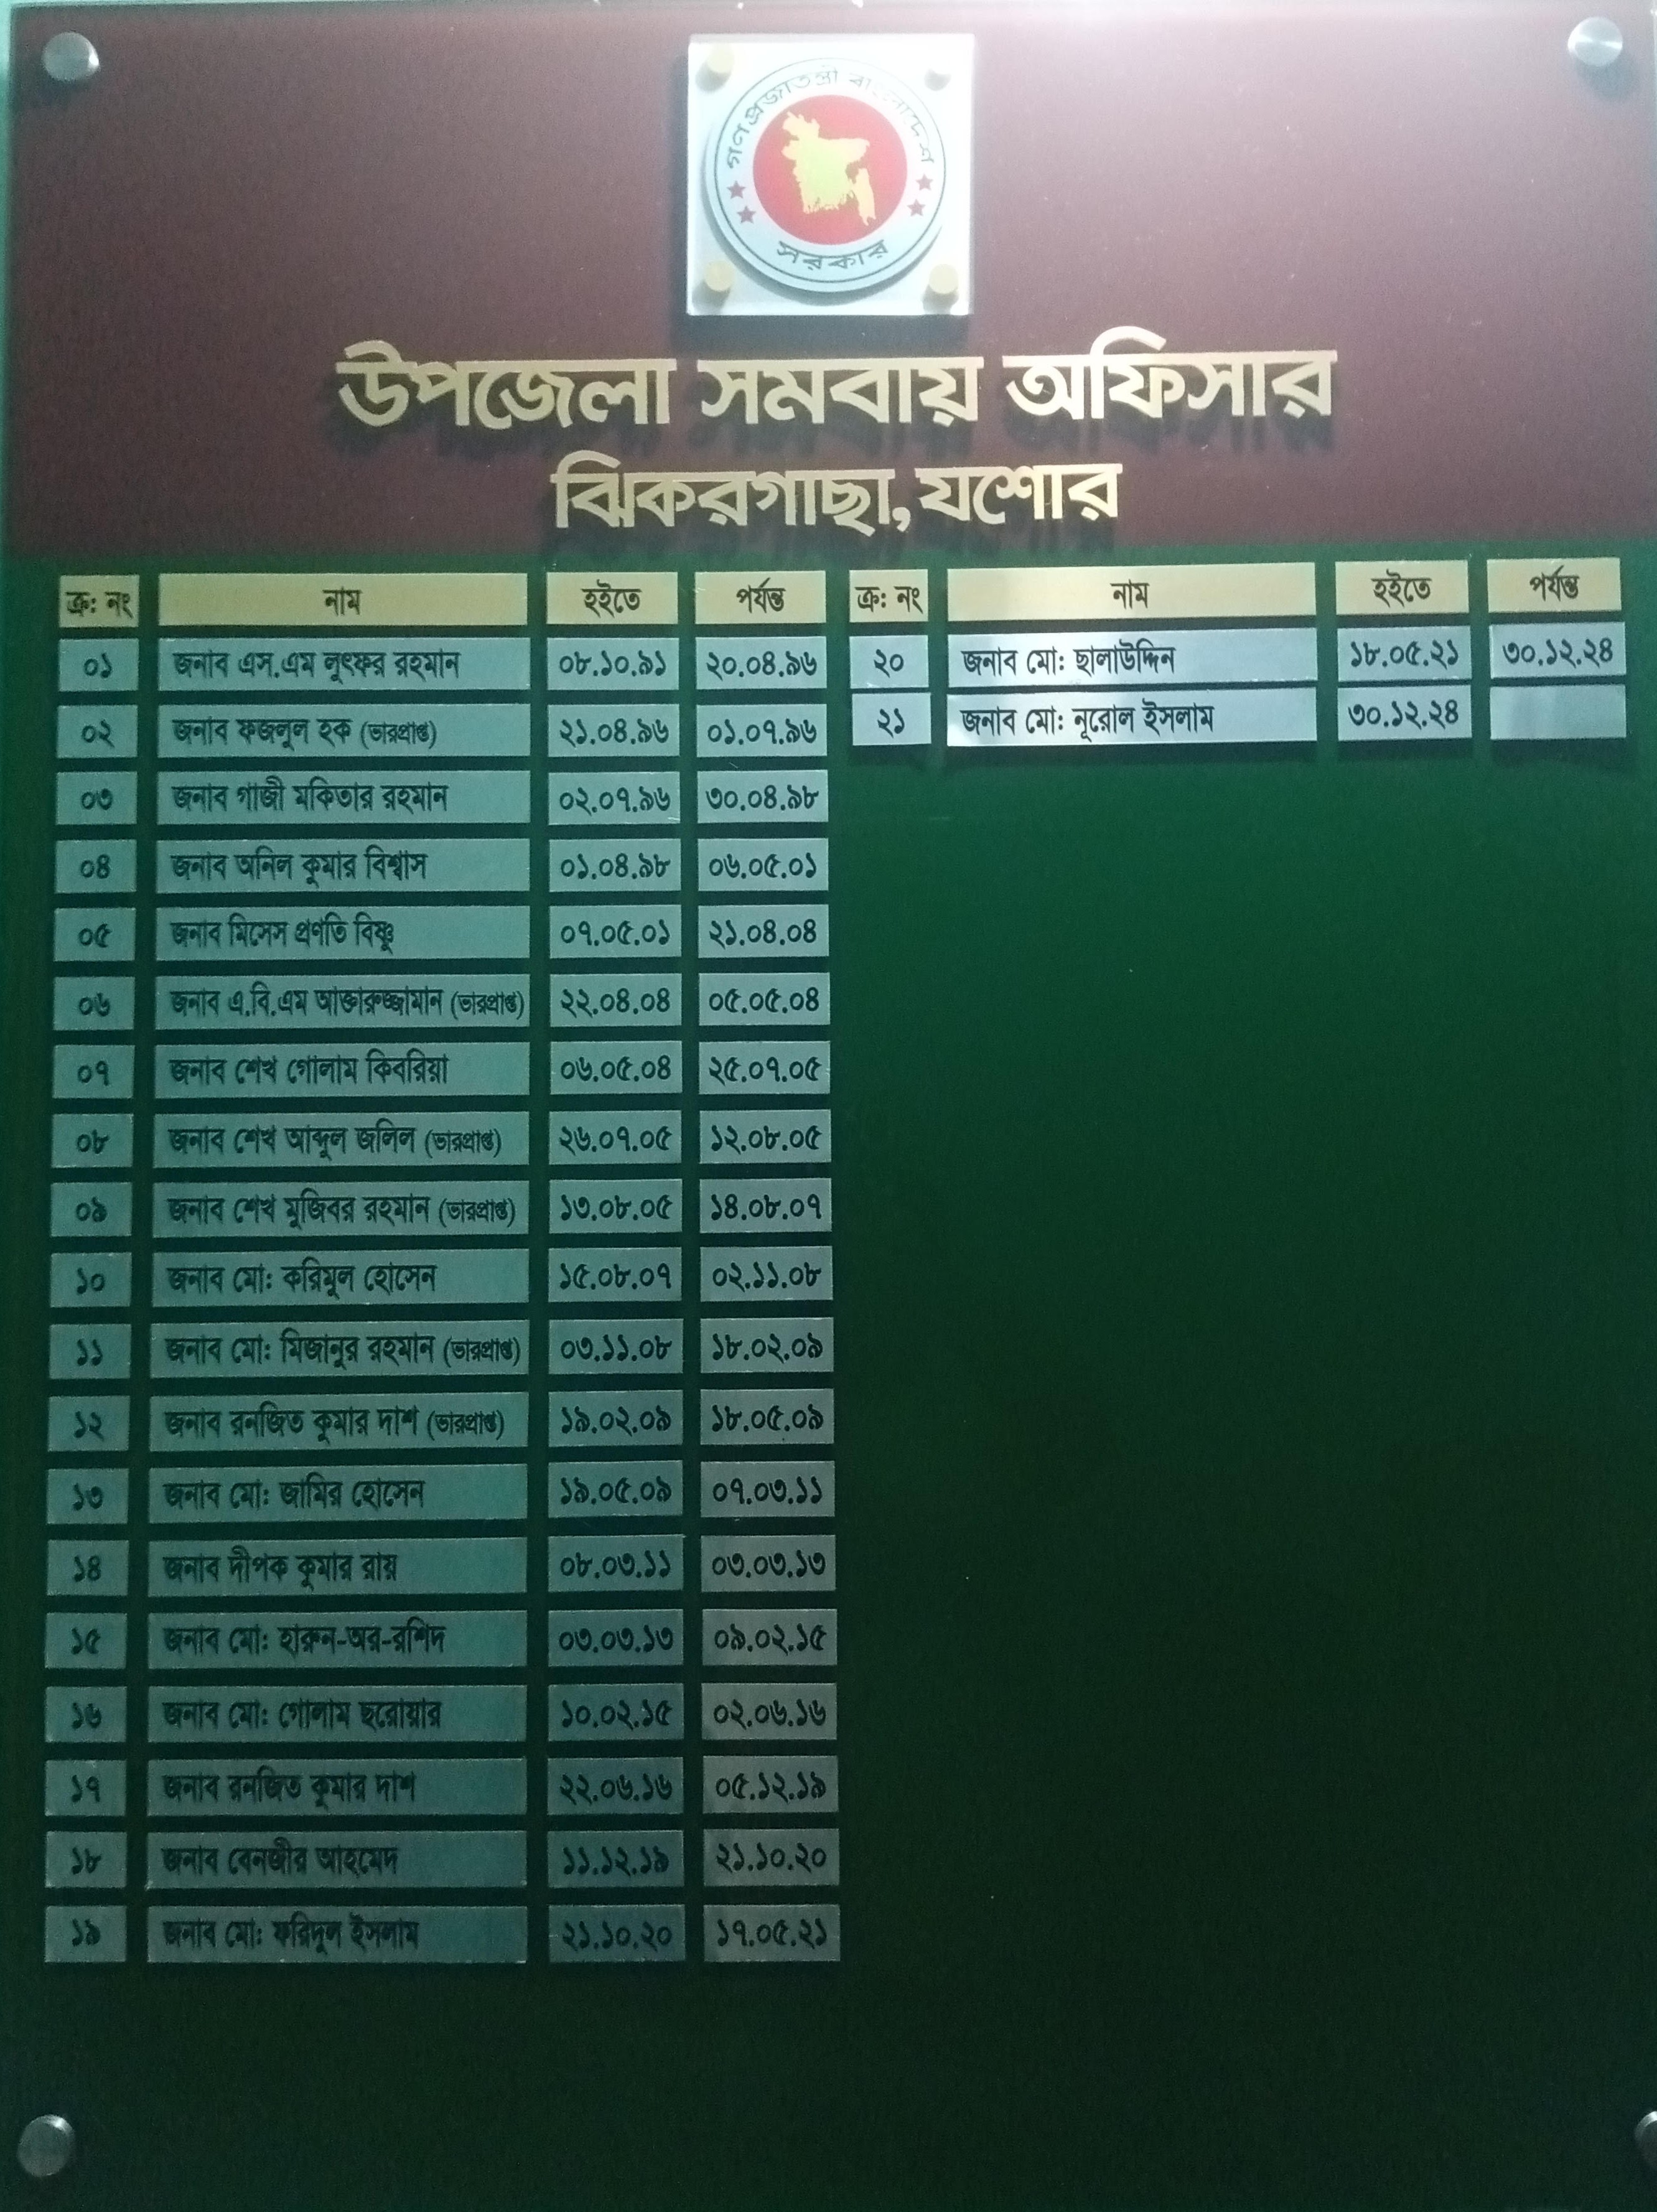 গণপ্রজাতন্ত্রী বাংলাদেশ
সরকার
উপজেলা সমবায় অফিসার
ঝিকরগাছা, যশোর
ক্র: নং নাম হইতে পর্যন্ত
০১ জনাব এস.এম লুৎফর রহমান ০৮.১০.৯১ ২০.০৪.৯৬
০২ জনাব ফজলুল হক (ভারপ্রাপ্ত) ২১.০৪.৯৬ ০১.০৭.৯৬
০৩ জনাব গাজী মকিতার রহমান ০২.০৭.৯৬ ৩০.০৪.৯৮
০৪ জনাব অনিল কুমার বিশ্বাস ০১.০৪.৯৮ ০৬.০৫.০১
০৫ জনাব মিসেস প্রণতি বিষ্ণু ০৭.০৫.০১ ২১.০৪.০৪
০৬ জনাব এ.বি.এম আক্তারুজ্জামান (ভারপ্রাপ্ত) ২২.০৪.০৪ ০৫.০৫.০৪
০৭ জনাব শেখ গোলাম কিবরিয়া ০৬.০৫.০৪ ২৫.০৭.০৫
০৮ জনাব শেখ আব্দুল জলিল (ভারপ্রাপ্ত) ২৬.০৭.০৫ ১২.০৮.০৫
০৯ জনাব শেখ মুজিবর রহমান (ভারপ্রাপ্ত) ১৩.০৮.০৫ ১৪.০৮.০৭
১০ জনাব মো: করিমুল হোসেন ১৫.০৮.০৭ ০২.১১.০৮
১১ জনাব মো: মিজানুর রহমান (ভারপ্রাপ্ত) ০৩.১১.০৮ ১৮.০২.০৯
১২ জনাব রনজিত কুমার দাশ (ভারপ্রাপ্ত) ১৯.০২.০৯ ১৮.০৫.০৯
১৩ জনাব মো: জামির হোসেন ১৯.০৫.০৯ ০৭.০৩.১১
১৪ জনাব দীপক কুমার রায় ০৮.০৩.১১ ০৩.০৩.১৩
১৫ জনাব মো: হারুন-অর-রশিদ ০৩.০৩.১৩ ০৯.০২.১৫
১৬ জনাব মো: গোলাম ছরোয়ার ১০.০২.১৫ ০২.০৬.১৬
১৭ জনাব রনজিত কুমার দাশ ২২.০৬.১৬ ০৫.১২.১৯
১৮ জনাব বেনজীর আহমেদ ১১.১২.১৯ ২১.১০.২০
১৯ জনাব মো: ফরিদুল ইসলাম ২১.১০.২০ ১৭.০৫.২১
ক্র: নং নাম হইতে পর্যন্ত
২০ জনাব মো: ছালাউদ্দিন ১৮.০৫.২১ ৩০.১২.২৪
২১ জনাব মো: নূরোল ইসলাম ৩০.১২.২৪